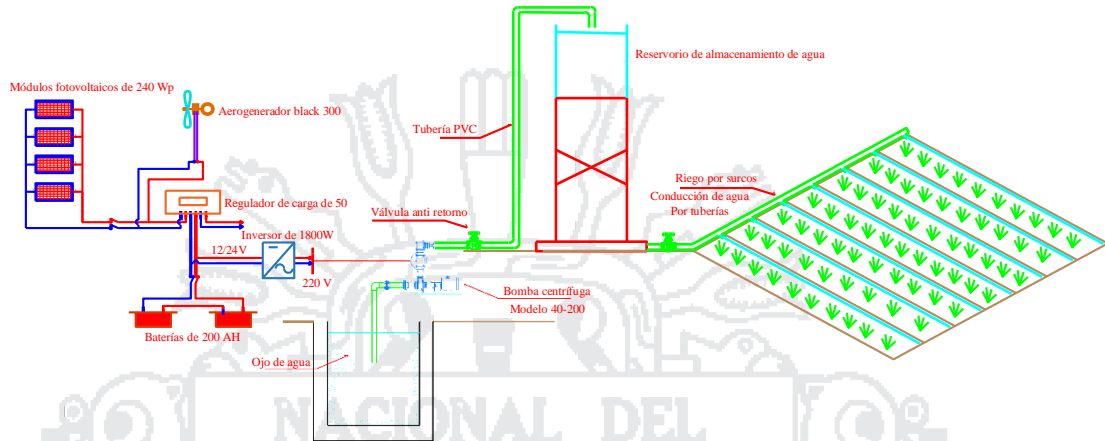 Reservorio de almacenamiento de agua
Módulos fotovoltaicos de 240 Wp
Aerogenerador black 300
Tubería PVC
Riego por surcos
Conducción de agua
Por tuberías
Regulador de carga de 50
Válvula anti retorno
Inversor de 1800W
12/24V
220 V
Bomba centrífuga
Modelo 40-200
Baterías de 200 AH
Ojo de agua
NACIONAL DEL